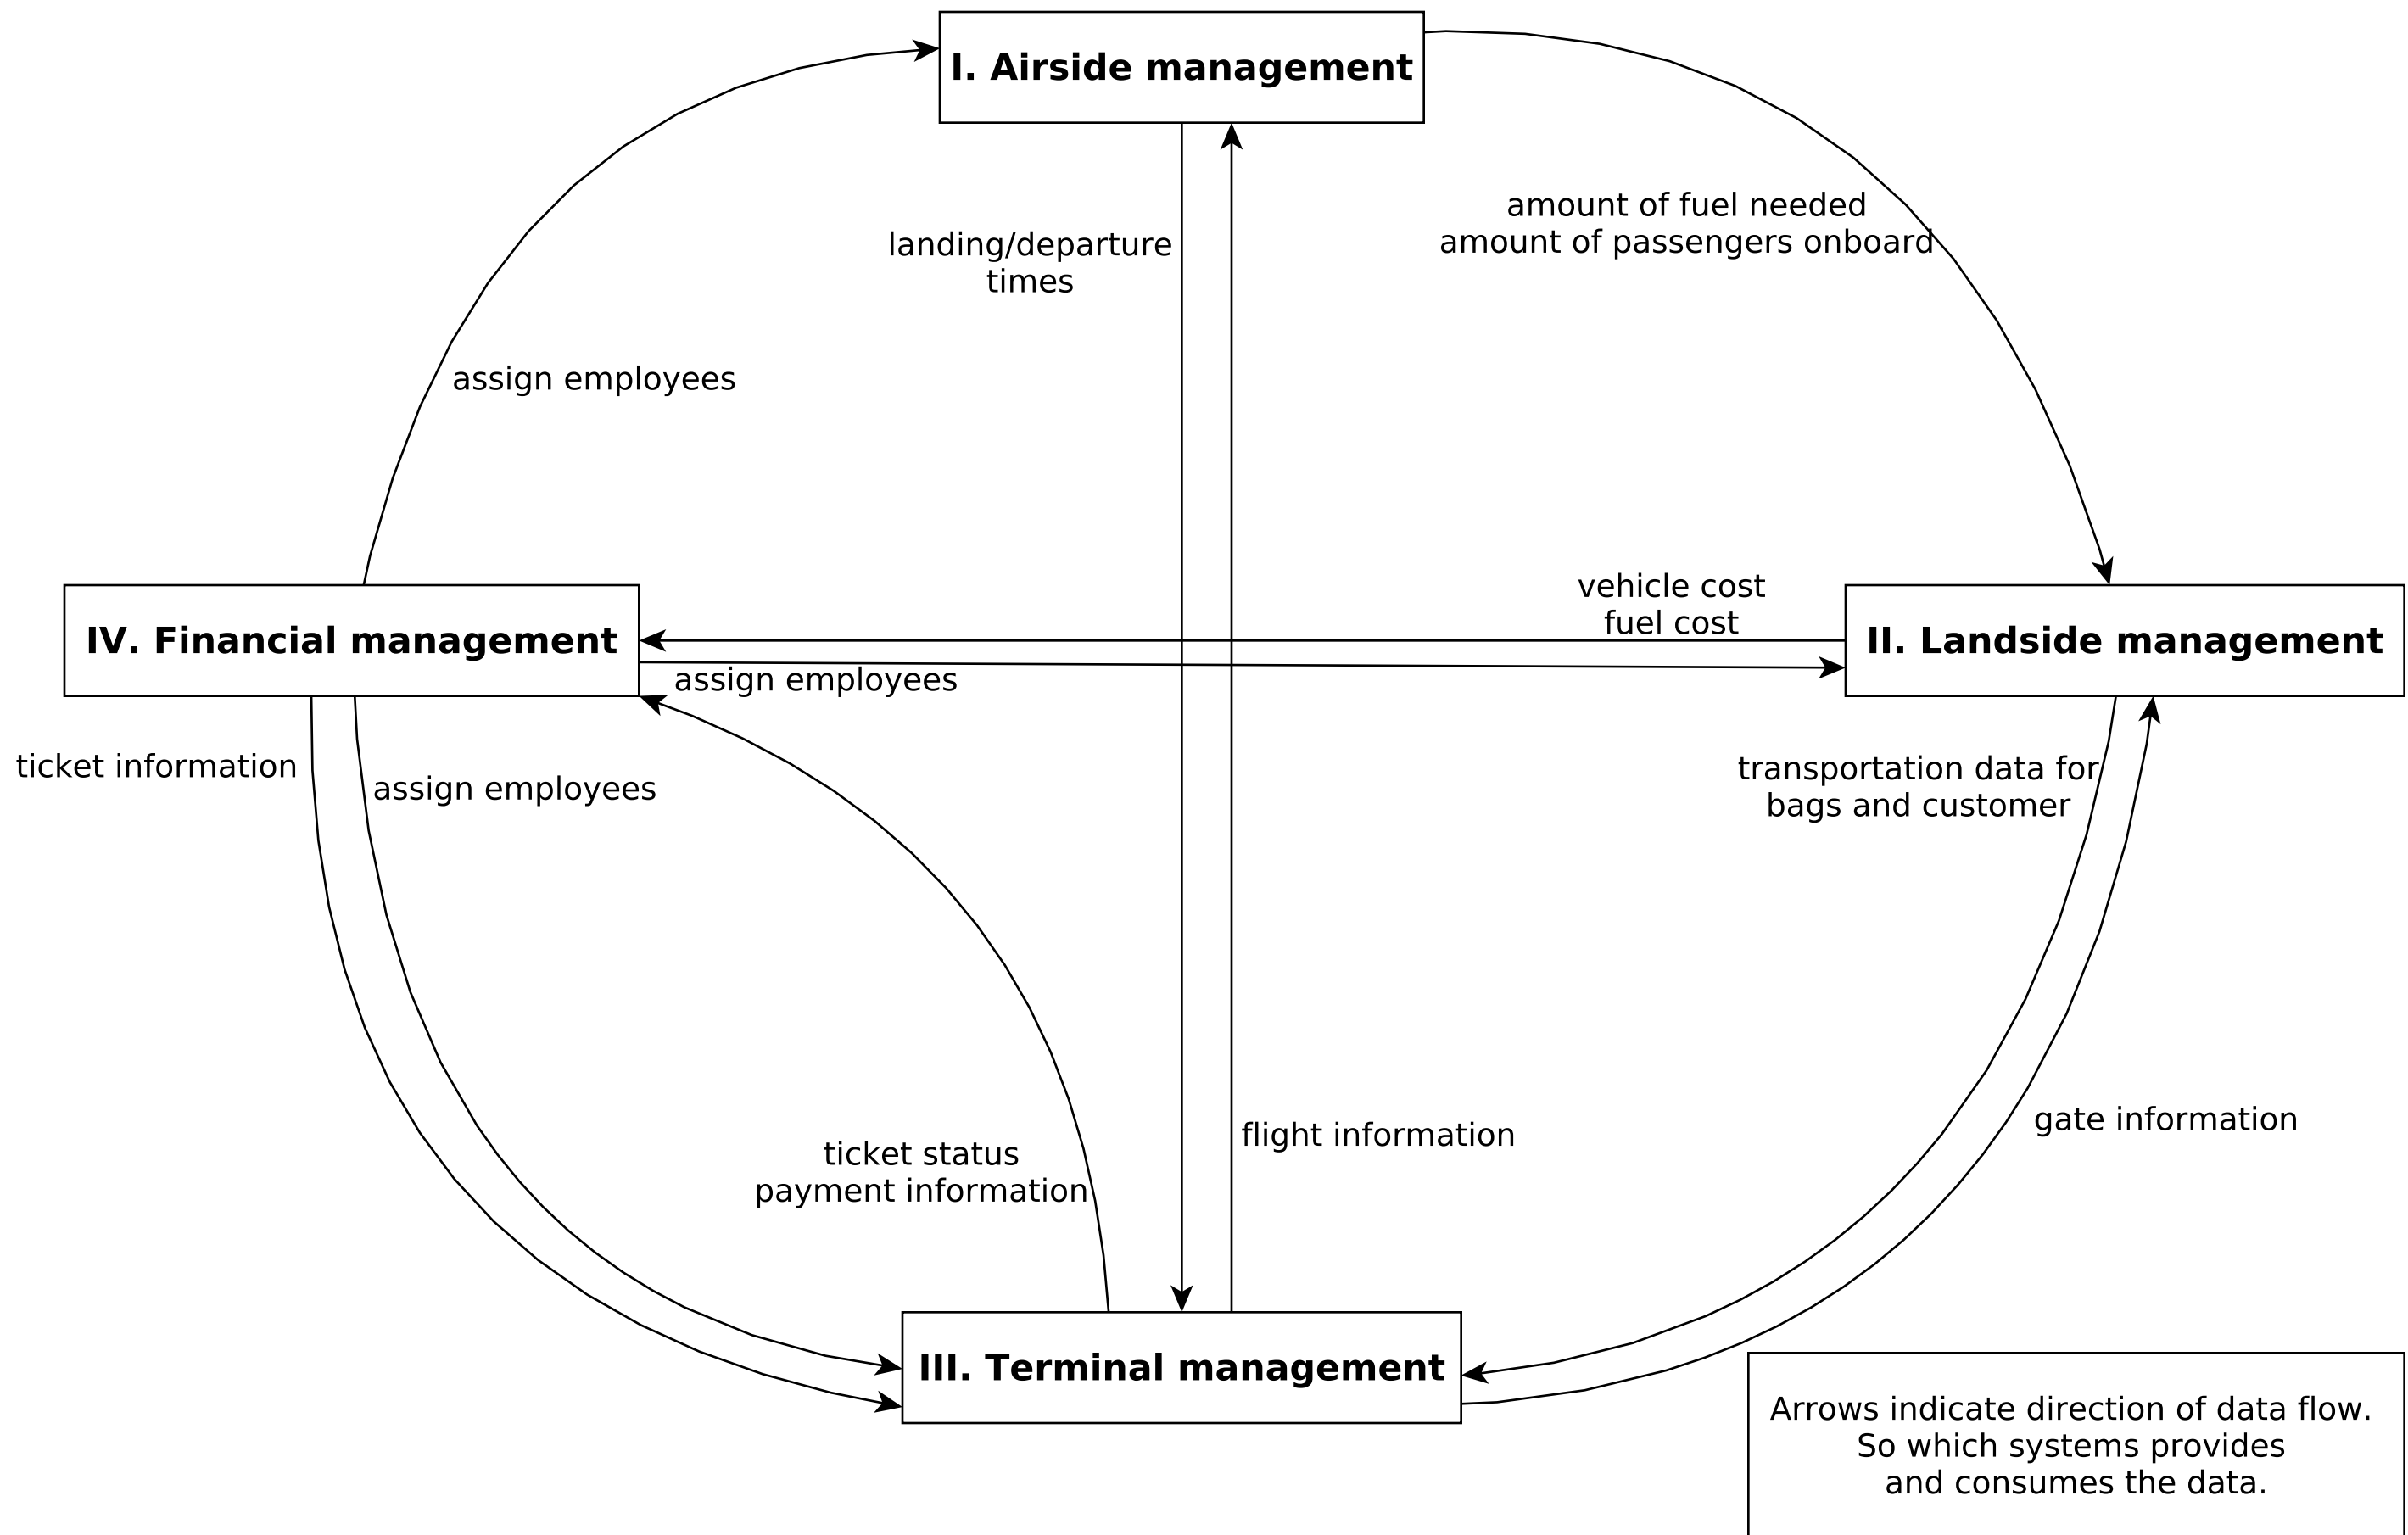 I. Airside management
amount of fuel needed
amount of passengers onboard
landing/departure
times
assign employees
vehicle cost
fuel cost
IV. Financial management
II. Landside management
assign employees
ticket information
assign employees
transportation data for
bags and customer
gate information
flight information
ticket status
payment information
III. Terminal management
Arrows indicate direction of data flow.
So which systems provides
and consumes the data.